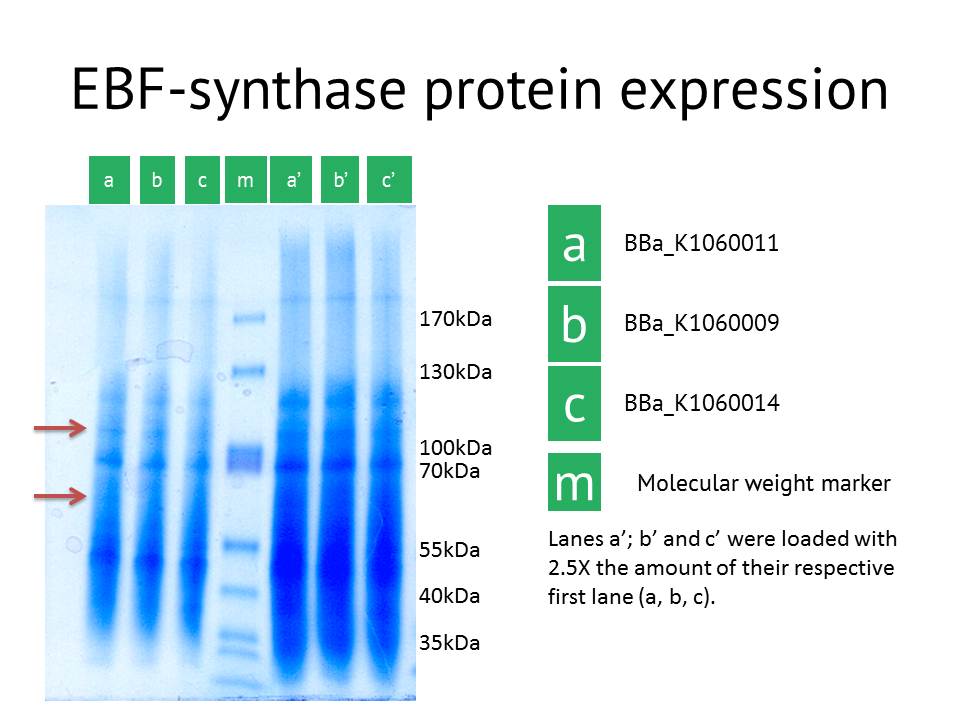 EBF-synthase protein expression
a b c m a’ b’ c’
170kDa
130kDa
100kDa
70kDa
55kDa
40kDa
35kDa
a BBa_K1060011
b BBa_K1060009
c BBa_K1060014
m Molecular weight marker
Lanes a’; b’ and c’ were loaded with
2.5X the amount of their respective
first lane (a, b, c).